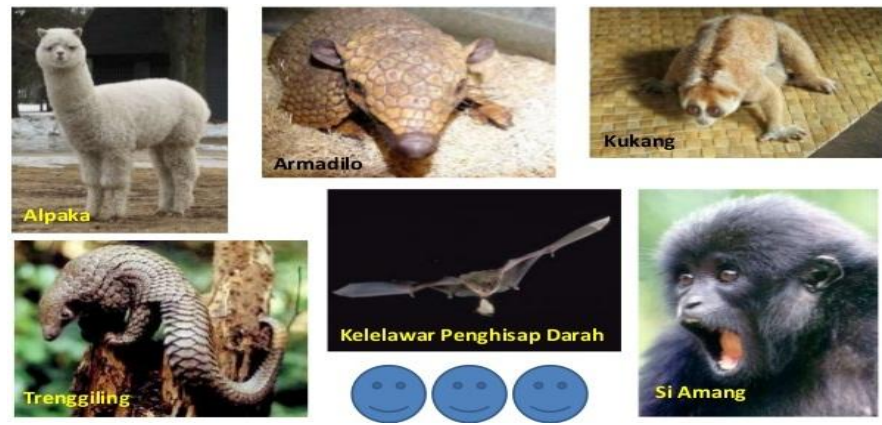 Alpaka
Armadilo
Kukang
Trenggiling
Kelelawar Penghisap Darah
Si Amang